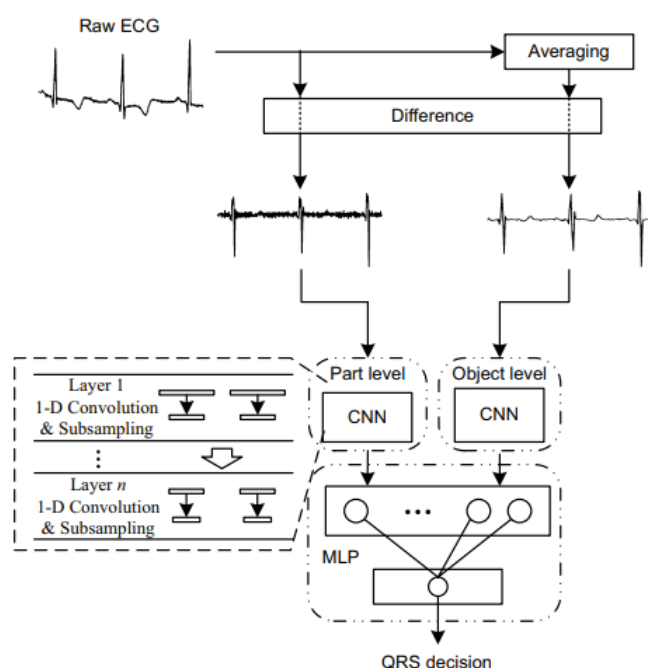 Raw ECG
Averaging
Difference
Part level
Object level
CNN
CNN
Layer 1
1-D Convolution
& Subsampling
Layer n
1-D Convolution
& Subsampling
MLP
QRS decision